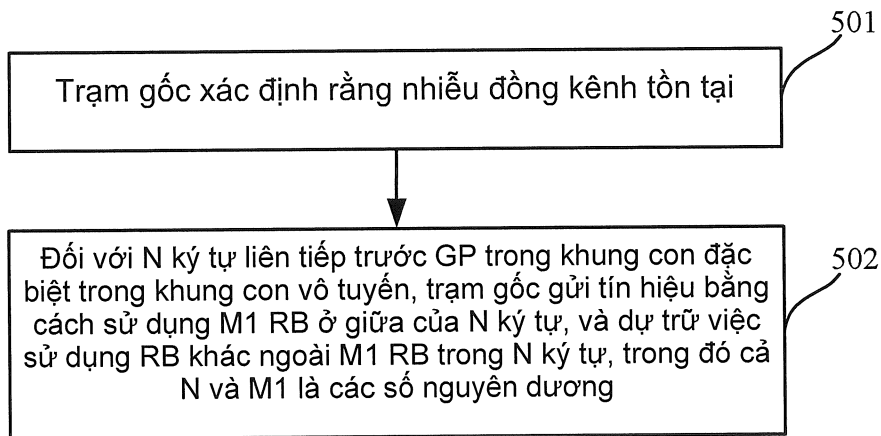 501
Trạm gốc xác định rằng nhiễu đồng kênh tồn tại
502
Đối với N ký tự liên tiếp trước GP trong khung con đặc
biệt trong khung con vô tuyến, trạm gốc gửi tín hiệu bằng
cách sử dụng M1 RB ở giữa của N ký tự, và dự trữ việc
sử dụng RB khác ngoài M1 RB trong N ký tự, trong đó cả
N và M1 là các số nguyên dương